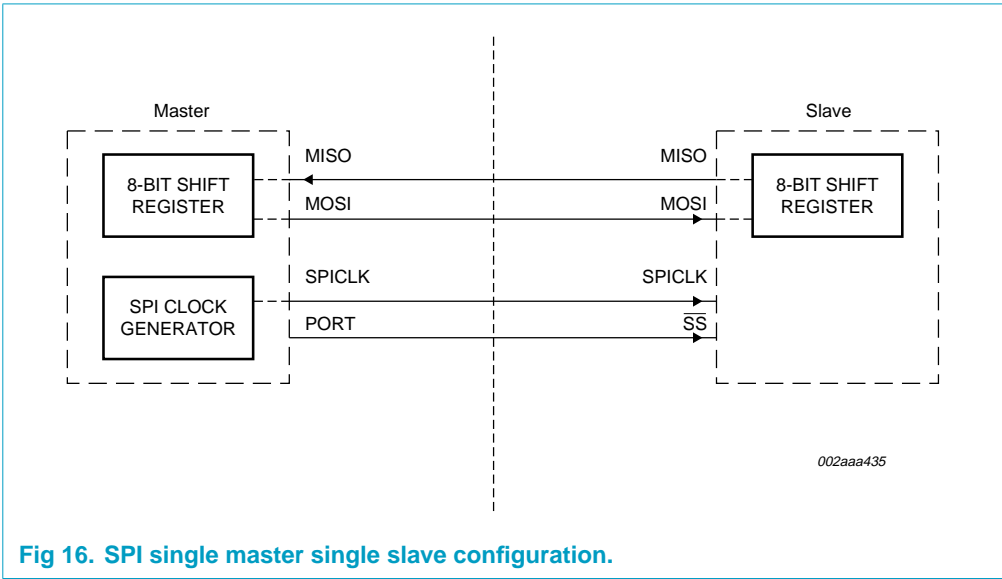 Master
Slave
8-BIT SHIFT
REGISTER
MISO
MISO
8-BIT SHIFT
REGISTER
MOSI
MOSI
SPI CLOCK
GENERATOR
SPICLK
SPICLK
PORT
S̅S̅
002aaa435
Fig 16. SPI single master single slave configuration.